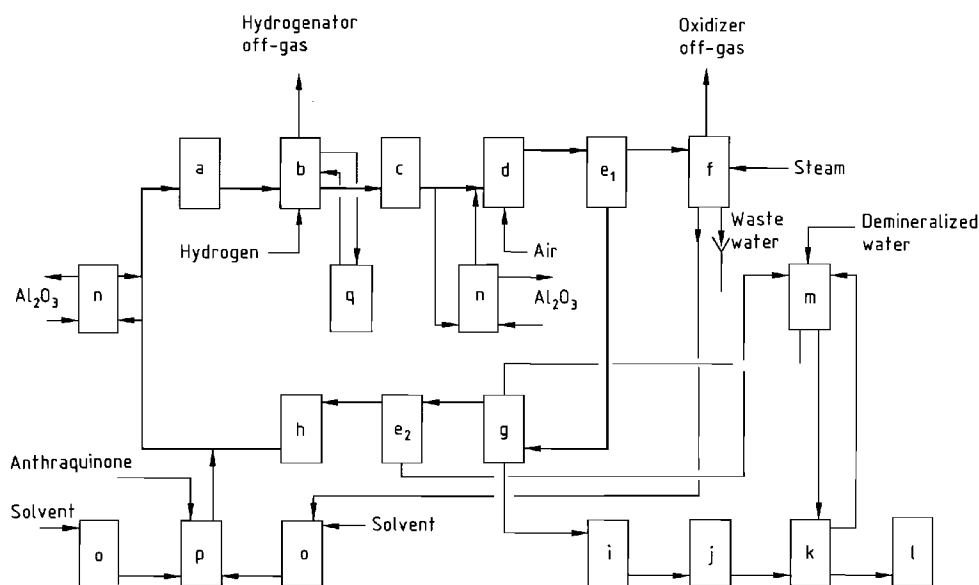 Hydrogenator
off-gas
Oxidizer
off-gas
a
b
c
d
e1
f
Steam
Hydrogen
Air
Waste
water
Demineralized
water
Al2O3
n
q
n
Al2O3
m
h
e2
g
Anthraquinone
Solvent
o
p
o
Solvent
i
j
k
l